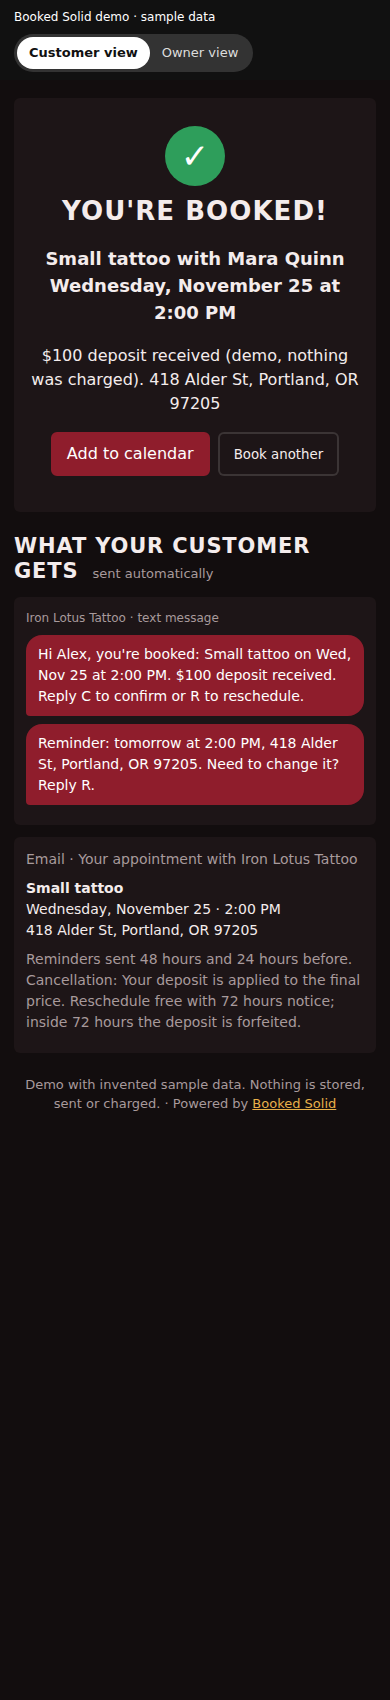 Booked Solid demo · sample data
Customer view Owner view
✓
YOU'RE BOOKED!
Small tattoo with Mara Quinn
Wednesday, November 25 at
2:00 PM
$100 deposit received (demo, nothing
was charged). 418 Alder St, Portland, OR
97205
Add to calendar Book another
WHAT YOUR CUSTOMER
GETS sent automatically
Iron Lotus Tattoo · text message
Hi Alex, you're booked: Small tattoo on Wed,
Nov 25 at 2:00 PM. $100 deposit received.
Reply C to confirm or R to reschedule.
Reminder: tomorrow at 2:00 PM, 418 Alder
St, Portland, OR 97205. Need to change it?
Reply R.
Email · Your appointment with Iron Lotus Tattoo
Small tattoo
Wednesday, November 25 · 2:00 PM
418 Alder St, Portland, OR 97205
Reminders sent 48 hours and 24 hours before.
Cancellation: Your deposit is applied to the final
price. Reschedule free with 72 hours notice;
inside 72 hours the deposit is forfeited.
Demo with invented sample data. Nothing is stored,
sent or charged. · Powered by Booked Solid